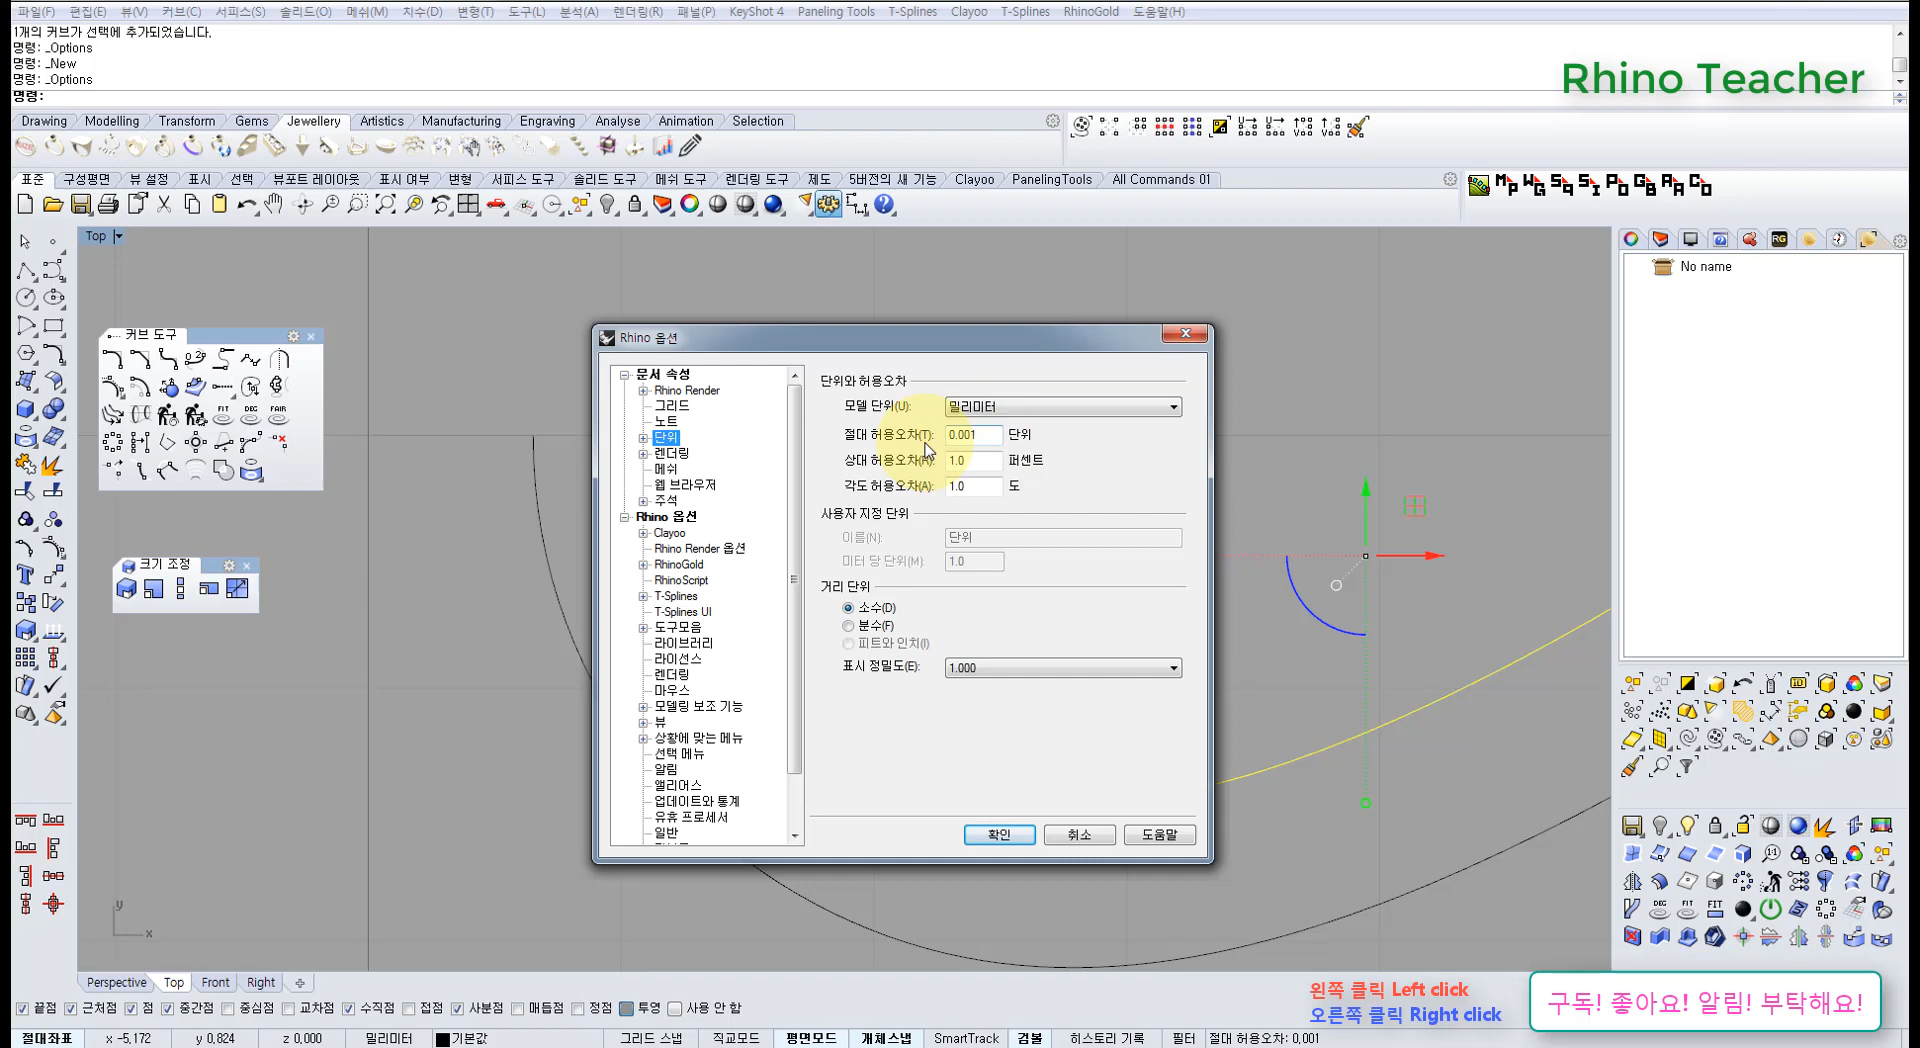 파일(F) 편집(E) 뷰(V) 커브(C) 서피스(S) 솔리드(O) 메쉬(M) 치수(D) 변형(T) 도구(L) 분석(A) 렌더링(R) 패널(P) KeyShot 4 Paneling Tools T-Splines Clayoo T-Splines RhinoGold 도움말(H)
1개의 커브가 선택에 추가되었습니다.
명령: _Options
명령: _New
명령: _Options
명령:
Rhino Teacher
Drawing Modelling Transform Gems Jewellery Artistics Manufacturing Engraving Analyse Animation Selection
표준 구성평면 뷰 설정 표시 선택 뷰포트 레이아웃 표시 여부 변형 서피스 도구 솔리드 도구 메쉬 도구 렌더링 도구 제도 5버전의 새 기능 Clayoo PanelingTools All Commands 01
Top
No name
커브 도구
크기 조정
Rhino 옵션
문서 속성
Rhino Render
그리드
노트
단위
렌더링
메쉬
웹 브라우저
주석
Rhino 옵션
Clayoo
Rhino Render 옵션
RhinoGold
RhinoScript
T-Splines
T-Splines UI
도구모음
라이브러리
라이선스
렌더링
마우스
모델링 보조 기능
뷰
상황에 맞는 메뉴
선택 메뉴
알림
앨리어스
업데이트와 통계
유휴 프로세서
일반
단위와 허용오차
모델 단위(U): 밀리미터
절대 허용오차(T): 0.001 단위
상대 허용오차(R): 1.0 퍼센트
각도 허용오차(A): 1.0 도
사용자 지정 단위
이름(N): 단위
미터 당 단위(M): 1.0
거리 단위
소수(D)
분수(F)
피트와 인치(I)
표시 정밀도(E): 1.000
확인 취소 도움말
y
x
Perspective Top Front Right
끝점 근처점 점 중간점 중심점 교차점 수직점 접점 사분점 매듭점 정점 투영 사용 안 함
왼쪽 클릭 Left click
오른쪽 클릭 Right click
구독! 좋아요! 알림! 부탁해요!
절대좌표 x -5.172 y 0.824 z 0.000 밀리미터 기본값 그리드 스냅 직교모드 평면모드 개체스냅 SmartTrack 검볼 히스토리 기록 필터 절대 허용오차: 0.001